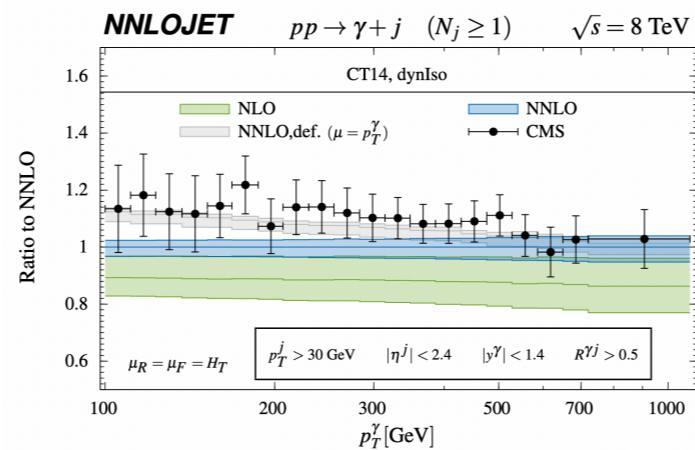 NNLOJET pp → γ + j (N_j ≥ 1) √s = 8 TeV
CT14, dynIso
NLO NNLO
NNLO,def. (μ = p_T^γ) CMS
Ratio to NNLO
1.6
1.4
1.2
1
0.8
0.6
μ_R = μ_F = H_T
p_T^j > 30 GeV |η^j| < 2.4 |y^γ| < 1.4 R^{γj} > 0.5
100 200 300 500 700 1000
p_T^γ [GeV]